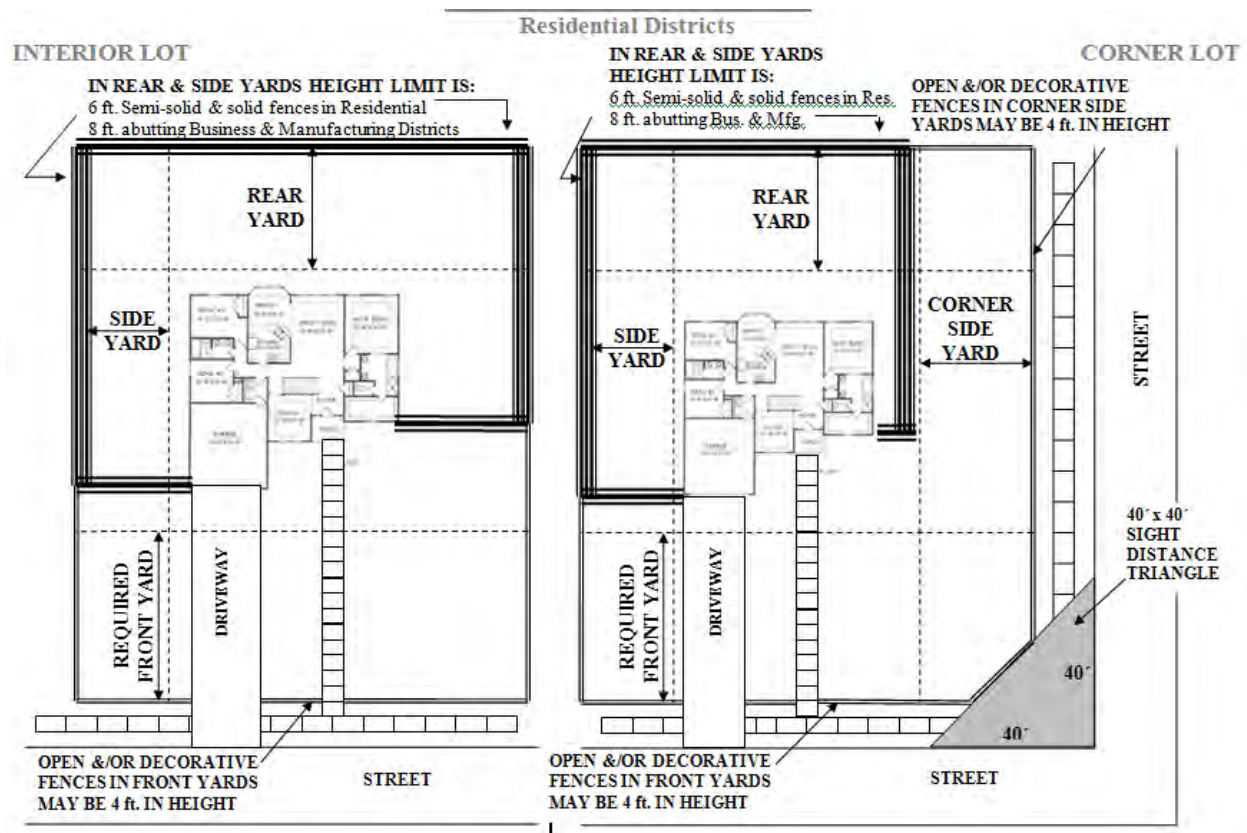 Residential Districts
INTERIOR LOT
IN REAR & SIDE YARDS HEIGHT LIMIT IS:
6 ft. Semi-solid & solid fences in Residential
8 ft. abutting Business & Manufacturing Districts
REAR
YARD
SIDE
YARD
REQUIRED
FRONT YARD
DRIVEWAY
OPEN &/OR DECORATIVE
FENCES IN FRONT YARDS
MAY BE 4 ft. IN HEIGHT
STREET
CORNER LOT
IN REAR & SIDE YARDS
HEIGHT LIMIT IS:
6 ft. Semi-solid & solid fences in Res.
8 ft. abutting Bus. & Mfg.
OPEN &/OR DECORATIVE
FENCES IN CORNER SIDE
YARDS MAY BE 4 ft. IN HEIGHT
REAR
YARD
SIDE
YARD
CORNER
SIDE
YARD
STREET
40´ x 40´
SIGHT
DISTANCE
TRIANGLE
REQUIRED
FRONT YARD
DRIVEWAY
40´
40´
OPEN &/OR DECORATIVE
FENCES IN FRONT YARDS
MAY BE 4 ft. IN HEIGHT
STREET